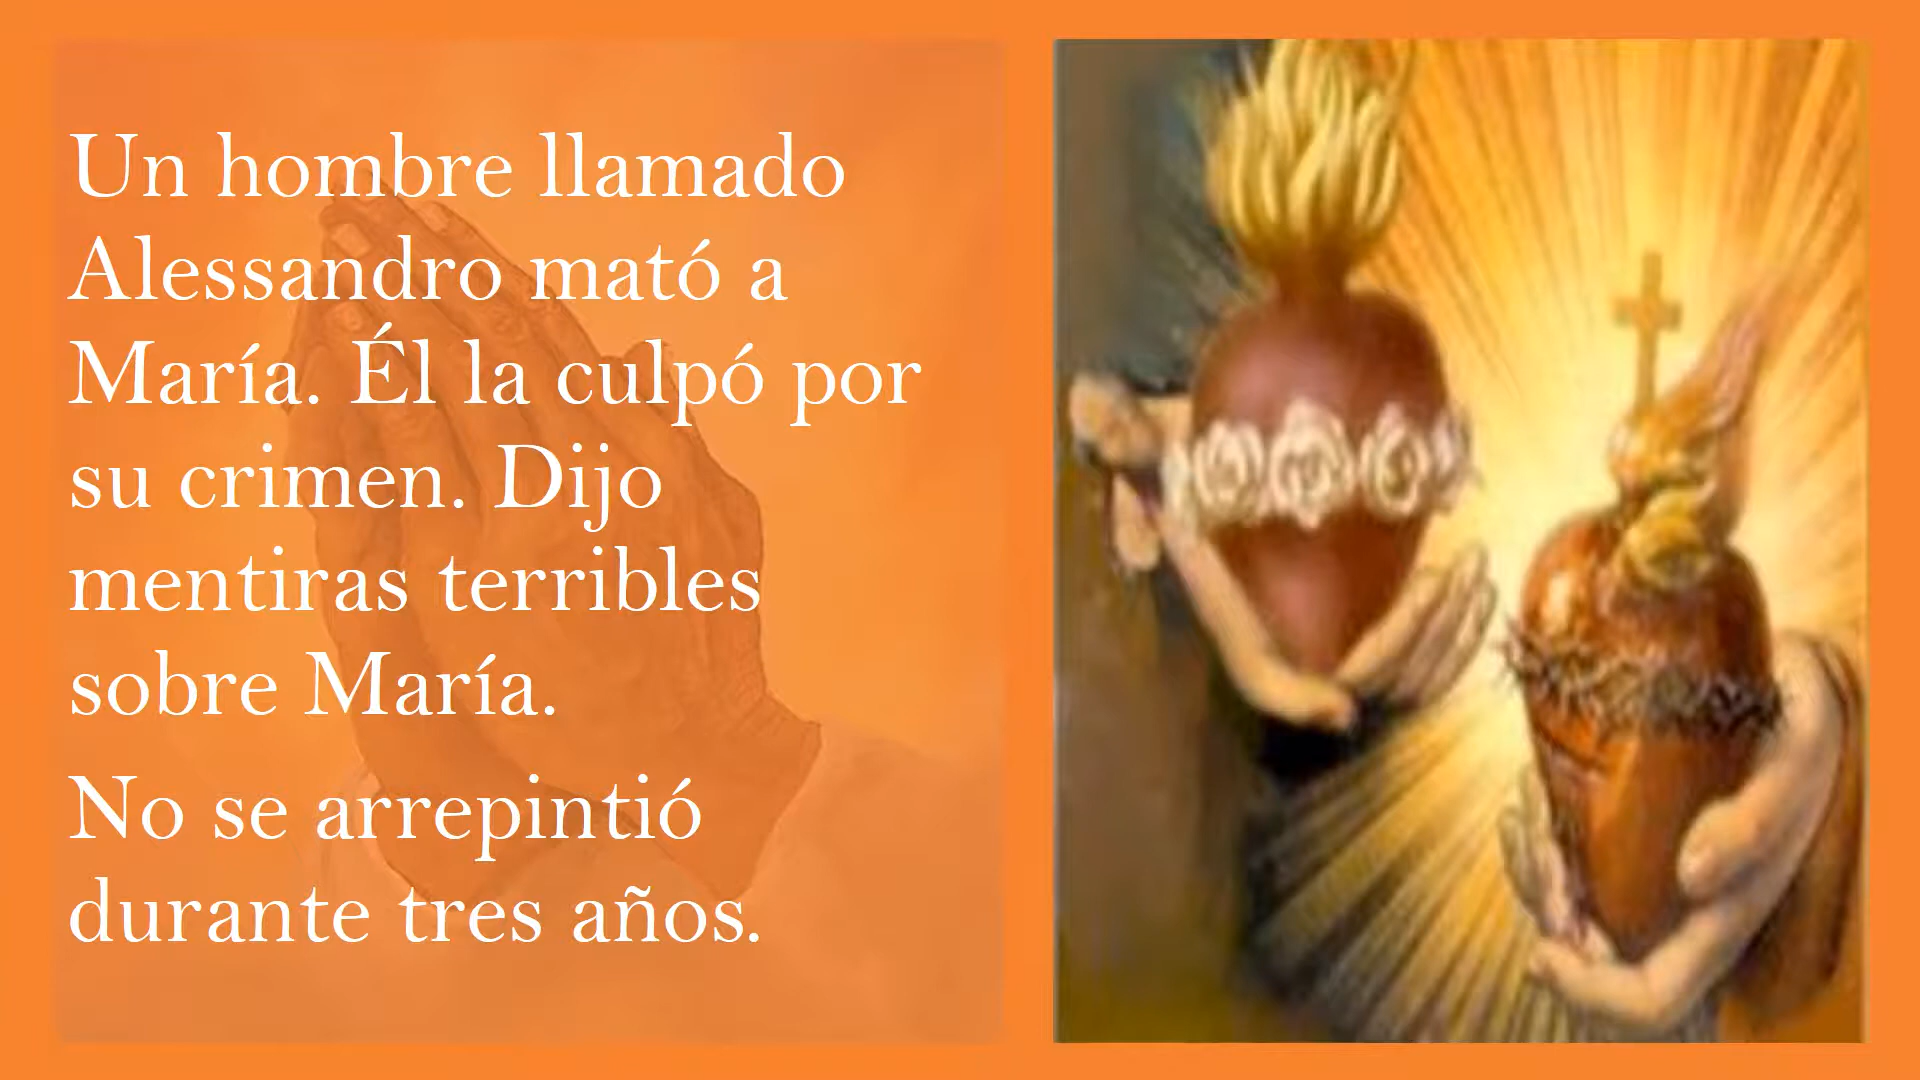 Un hombre llamado
Alessandro mató a
María. Él la culpó por
su crimen. Dijo
mentiras terribles
sobre María.
No se arrepintió
durante tres años.